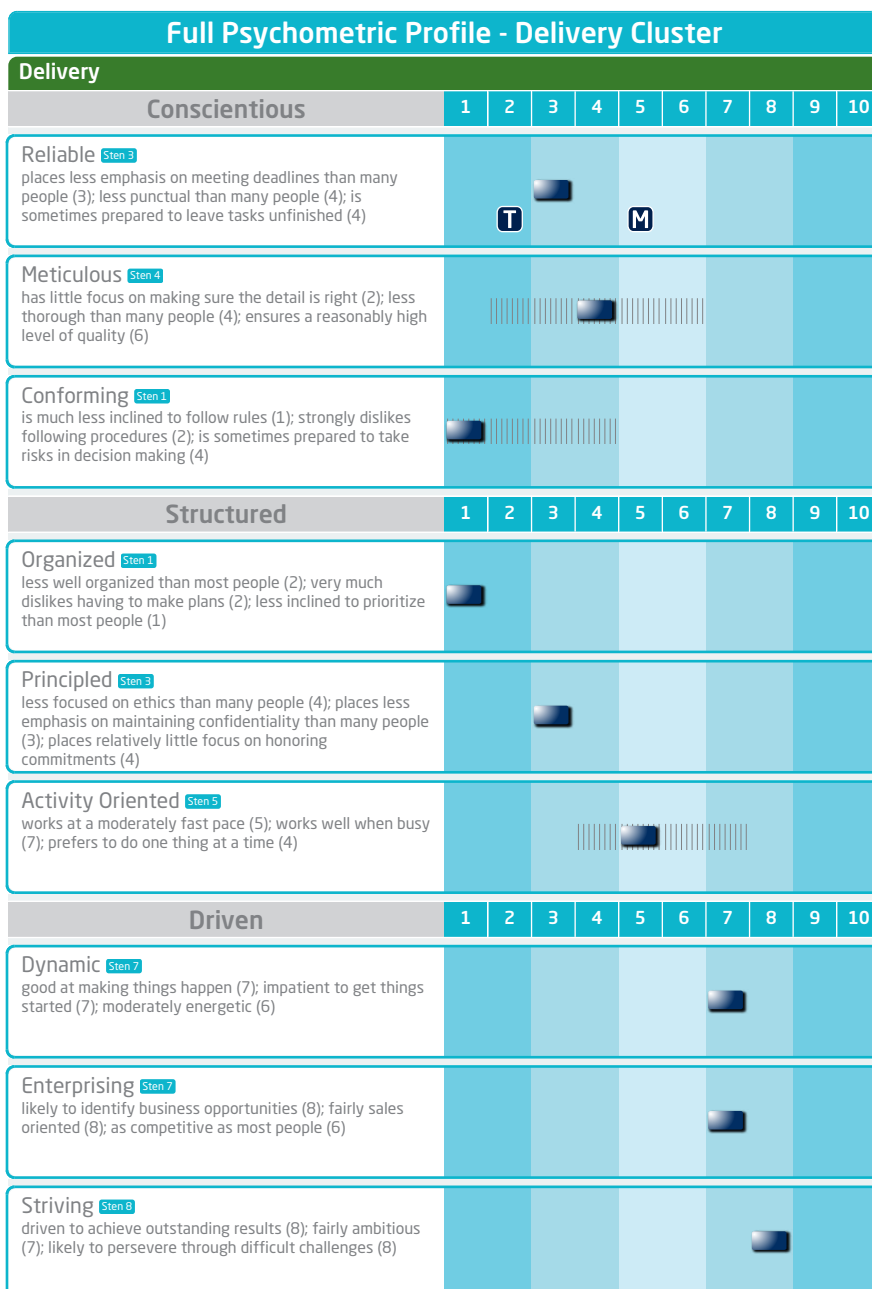 Full Psychometric Profile - Delivery Cluster
Delivery
Conscientious 1 2 3 4 5 6 7 8 9 10
Reliable Sten 3
places less emphasis on meeting deadlines than many
people (3); less punctual than many people (4); is
sometimes prepared to leave tasks unfinished (4)
T M
Meticulous Sten 4
has little focus on making sure the detail is right (2); less
thorough than many people (4); ensures a reasonably high
level of quality (6)
Conforming Sten 1
is much less inclined to follow rules (1); strongly dislikes
following procedures (2); is sometimes prepared to take
risks in decision making (4)
Structured 1 2 3 4 5 6 7 8 9 10
Organized Sten 1
less well organized than most people (2); very much
dislikes having to make plans (2); less inclined to prioritize
than most people (1)
Principled Sten 3
less focused on ethics than many people (4); places less
emphasis on maintaining confidentiality than many people
(3); places relatively little focus on honoring
commitments (4)
Activity Oriented Sten 5
works at a moderately fast pace (5); works well when busy
(7); prefers to do one thing at a time (4)
Driven 1 2 3 4 5 6 7 8 9 10
Dynamic Sten 7
good at making things happen (7); impatient to get things
started (7); moderately energetic (6)
Enterprising Sten 7
likely to identify business opportunities (8); fairly sales
oriented (8); as competitive as most people (6)
Striving Sten 8
driven to achieve outstanding results (8); fairly ambitious
(7); likely to persevere through difficult challenges (8)